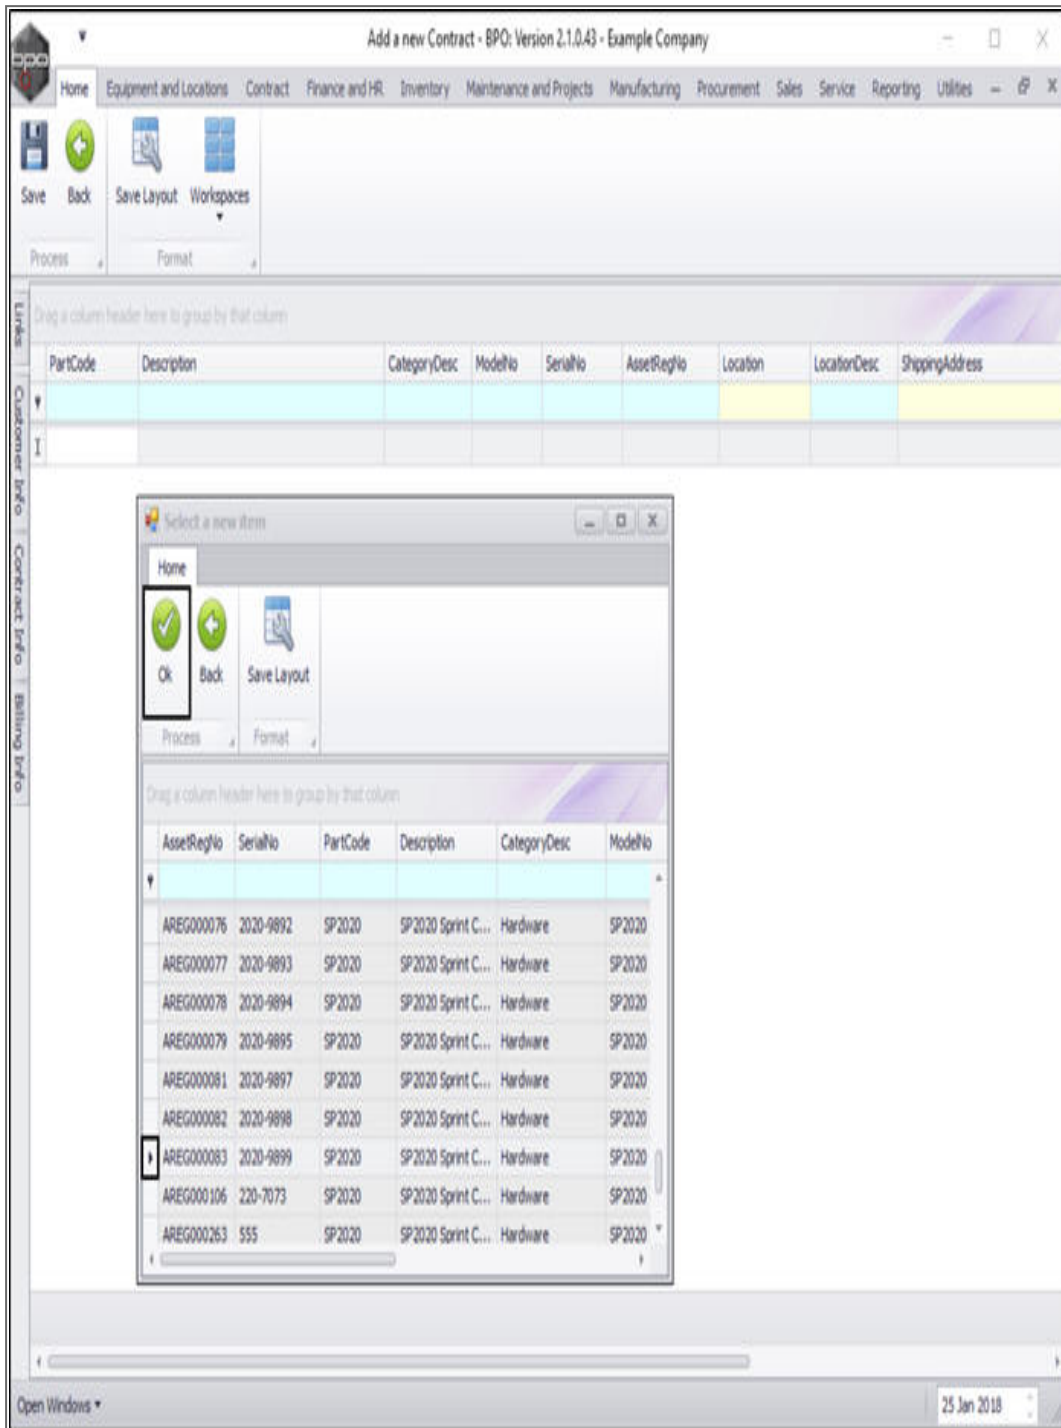 Add a new Contract - BPO: Version 2.1.0.43 - Example Company
bpo
Home Equipment and Locations Contract Finance and HR Inventory Maintenance and Projects Manufacturing Procurement Sales Service Reporting Utilities
Save Back Save Layout Workspaces
Process Format
Links
Customer Info
Contract Info
Billing Info
Drag a column header here to group by that column
PartCode Description CategoryDesc ModelNo SerialNo AssetRegNo Location LocationDesc ShippingAddress
Select a new item
Home
Ok Back Save Layout
Process Format
Drag a column header here to group by that column
AssetRegNo SerialNo PartCode Description CategoryDesc ModelNo
AREG000076 2020-9892 SP2020 SP2020 Sprint C... Hardware SP2020
AREG000077 2020-9893 SP2020 SP2020 Sprint C... Hardware SP2020
AREG000078 2020-9894 SP2020 SP2020 Sprint C... Hardware SP2020
AREG000079 2020-9895 SP2020 SP2020 Sprint C... Hardware SP2020
AREG000081 2020-9897 SP2020 SP2020 Sprint C... Hardware SP2020
AREG000082 2020-9898 SP2020 SP2020 Sprint C... Hardware SP2020
AREG000083 2020-9899 SP2020 SP2020 Sprint C... Hardware SP2020
AREG000106 220-7073 SP2020 SP2020 Sprint C... Hardware SP2020
AREG000263 555 SP2020 SP2020 Sprint C... Hardware SP2020
Open Windows 25 Jan 2018